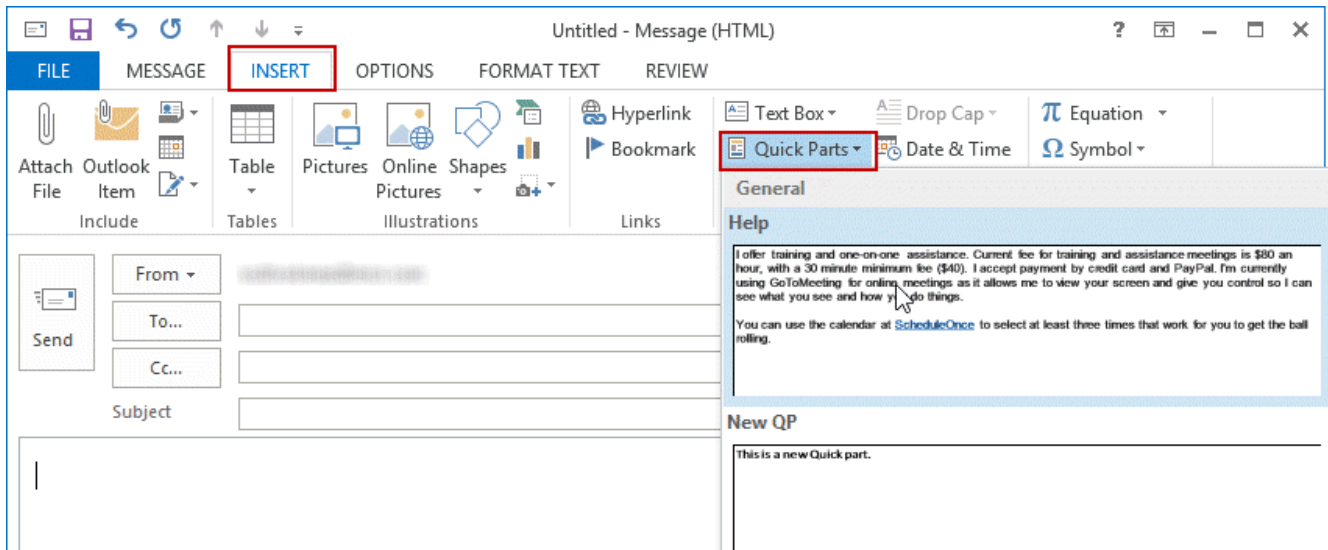 Untitled - Message (HTML)
?
FILE MESSAGE INSERT OPTIONS FORMAT TEXT REVIEW
Hyperlink Text Box Drop Cap π Equation
Bookmark Quick Parts Date & Time Ω Symbol
Attach File
Outlook Item
Table
Pictures
Online Pictures
Shapes
Include Tables Illustrations Links
General
Help
I offer training and one-on-one assistance. Current fee for training and assistance meetings is $80 an
hour, with a 30 minute minimum fee ($40). I accept payment by credit card and PayPal. I'm currently
using GoToMeeting for online meetings as it allows me to view your screen and give you control so I can
see what you see and how you do things.
You can use the calendar at ScheduleOnce to select at least three times that work for you to get the ball
rolling.
New QP
This is a new Quick part.
From
Send
To...
Cc...
Subject